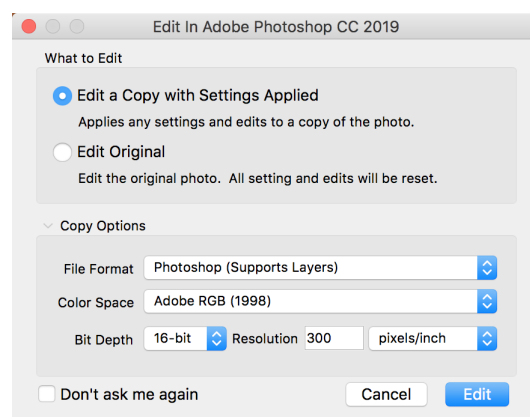 Edit In Adobe Photoshop CC 2019
What to Edit
Edit a Copy with Settings Applied
Applies any settings and edits to a copy of the photo.
Edit Original
Edit the original photo.  All setting and edits will be reset.
Copy Options
File Format Photoshop (Supports Layers)
Color Space Adobe RGB (1998)
Bit Depth 16-bit Resolution 300 pixels/inch
Don't ask me again Cancel Edit